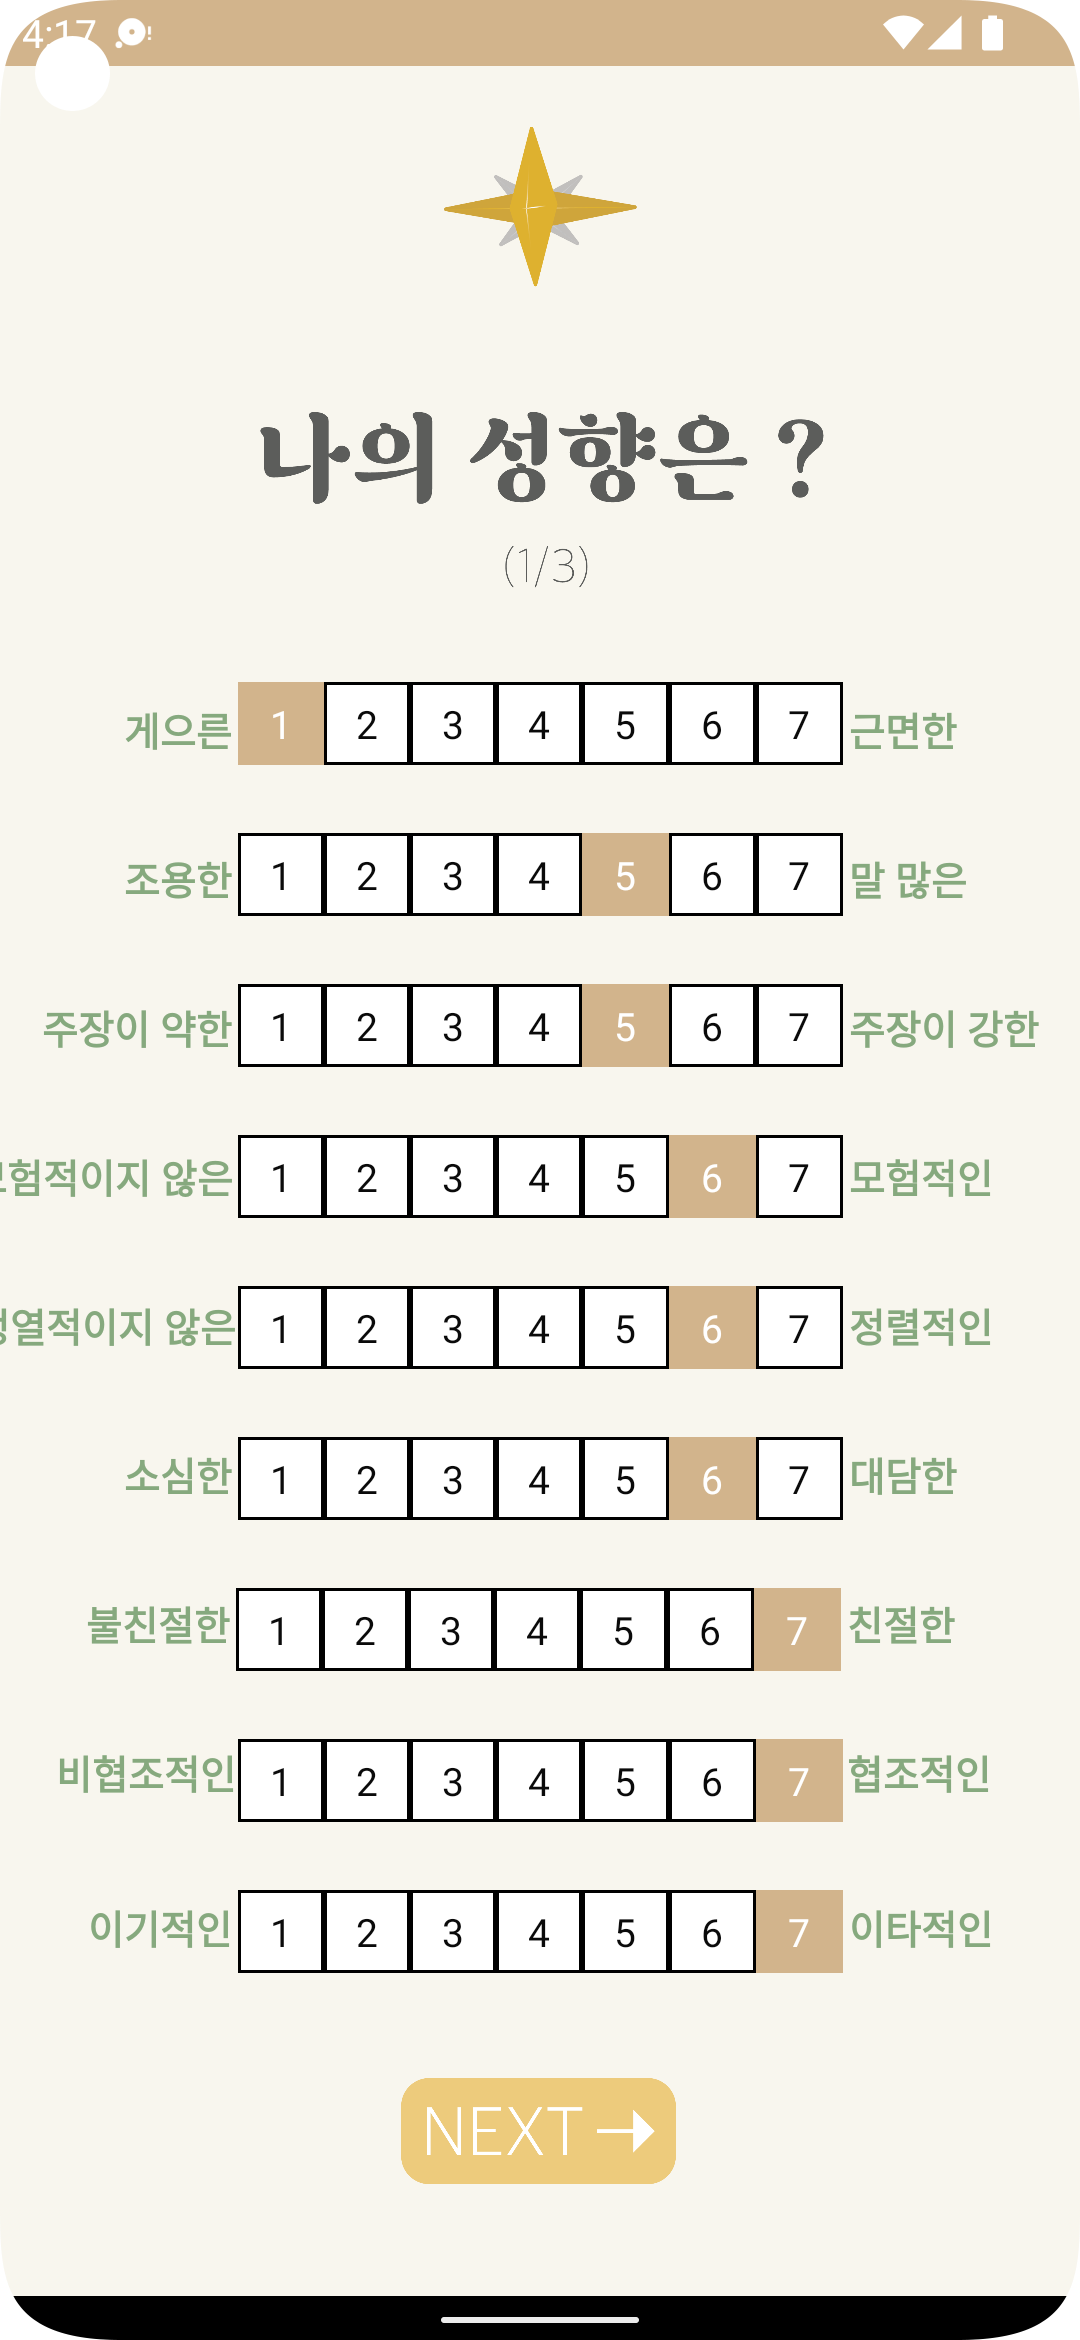 4:17
나의 성향은 ?
(1/3)
게으른 1 2 3 4 5 6 7 근면한
조용한 1 2 3 4 5 6 7 말 많은
주장이 약한 1 2 3 4 5 6 7 주장이 강한
모험적이지 않은 1 2 3 4 5 6 7 모험적인
정열적이지 않은 1 2 3 4 5 6 7 정렬적인
소심한 1 2 3 4 5 6 7 대담한
불친절한 1 2 3 4 5 6 7 친절한
비협조적인 1 2 3 4 5 6 7 협조적인
이기적인 1 2 3 4 5 6 7 이타적인
NEXT